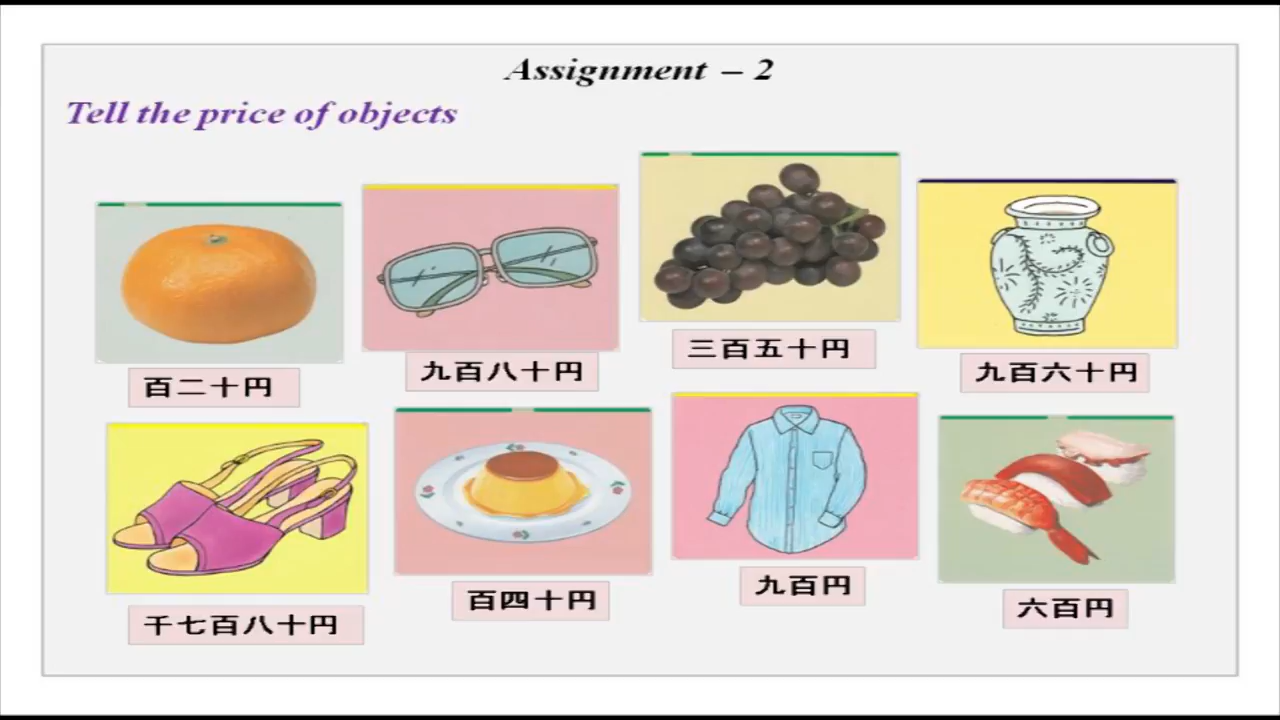 Assignment – 2
Tell the price of objects
百二十円
九百八十円
三百五十円
九百六十円
千七百八十円
百四十円
九百円
六百円